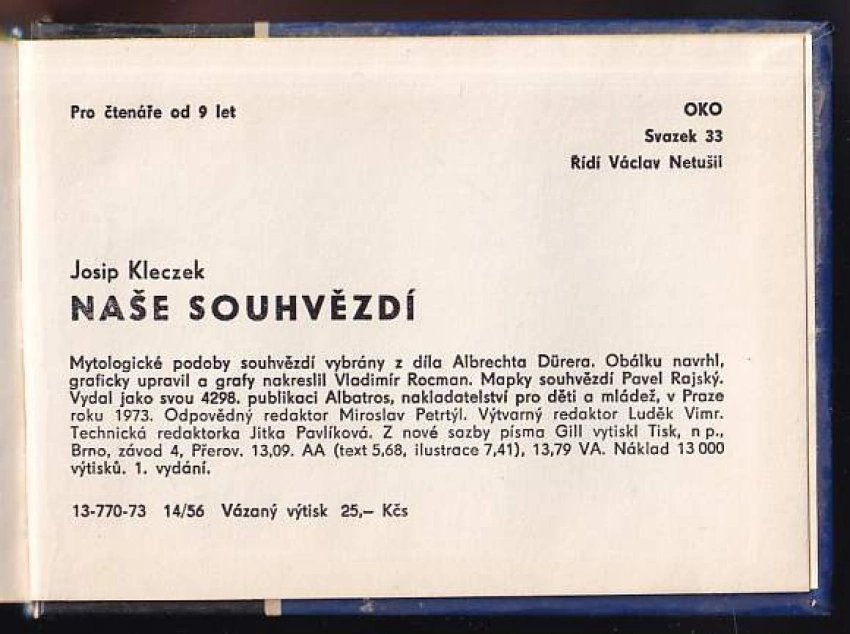 Pro čtenáře od 9 let
OKO
Svazek 33
Řídí Václav Netušil
Josip Kleczek
NAŠE SOUHVĚZDÍ
Mytologické podoby souhvězdí vybrány z díla Albrechta Dürera. Obálku navrhl,
graficky upravil a grafy nakreslil Vladimír Rocman. Mapky souhvězdí Pavel Rajský.
Vydal jako svou 4298. publikaci Albatros, nakladatelství pro děti a mládež, v Praze
roku 1973. Odpovědný redaktor Miroslav Petrtýl. Výtvarný redaktor Luděk Vimr.
Technická redaktorka Jitka Pavlíková. Z nové sazby písma Gill vytiskl Tisk, n p.,
Brno, závod 4, Přerov. 13,09. AA (text 5,68, ilustrace 7,41), 13,79 VA. Náklad 13 000
výtisků. 1. vydání.
13-770-73 14/56 Vázaný výtisk 25,– Kčs